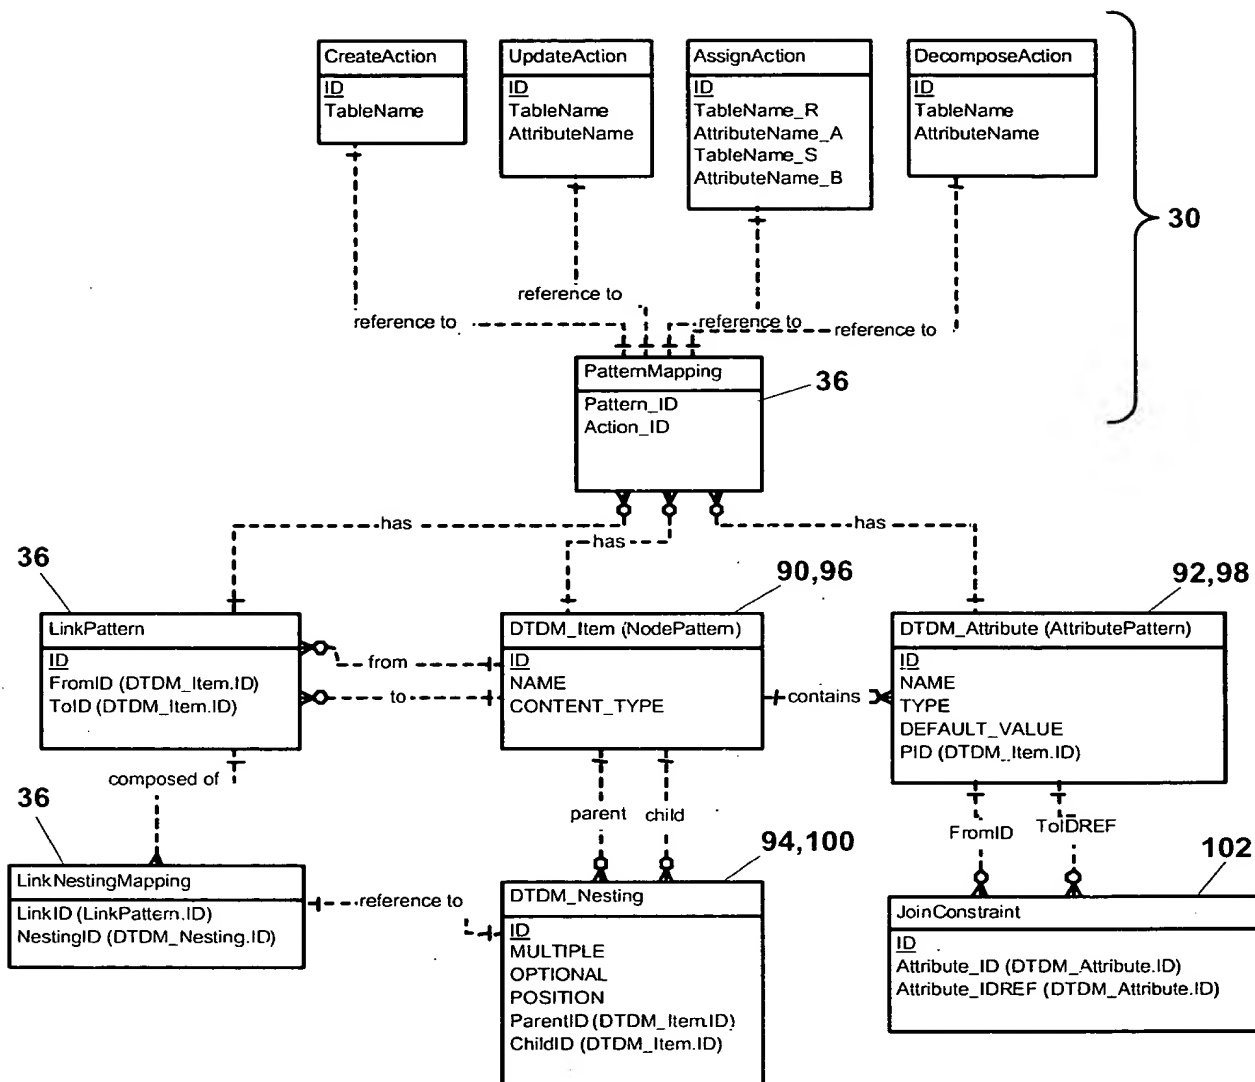 CreateAction
ID
TableName
UpdateAction
ID
TableName
AttributeName
AssignAction
ID
TableName_R
AttributeName_A
TableName_S
AttributeName_B
DecomposeAction
ID
TableName
AttributeName
30
reference to
reference to
reference to
reference to
PatternMapping
Pattern_ID
Action_ID
36
has
has
has
36
90,96
92,98
LinkPattern
ID
FromID (DTDM_Item.ID)
ToID (DTDM_Item.ID)
from
to
DTDM_Item (NodePattern)
ID
NAME
CONTENT_TYPE
contains
DTDM_Attribute (AttributePattern)
ID
NAME
TYPE
DEFAULT_VALUE
PID (DTDM_Item.ID)
composed of
36
parent
child
FromID
ToIDREF
94,100
102
LinkNestingMapping
LinkID (LinkPattern.ID)
NestingID (DTDM_Nesting.ID)
reference to
DTDM_Nesting
ID
MULTIPLE
OPTIONAL
POSITION
ParentID (DTDM_Item.ID)
ChildID (DTDM_Item.ID)
JoinConstraint
ID
Attribute_ID (DTDM_Attribute.ID)
Attribute_IDREF (DTDM_Attribute.ID)